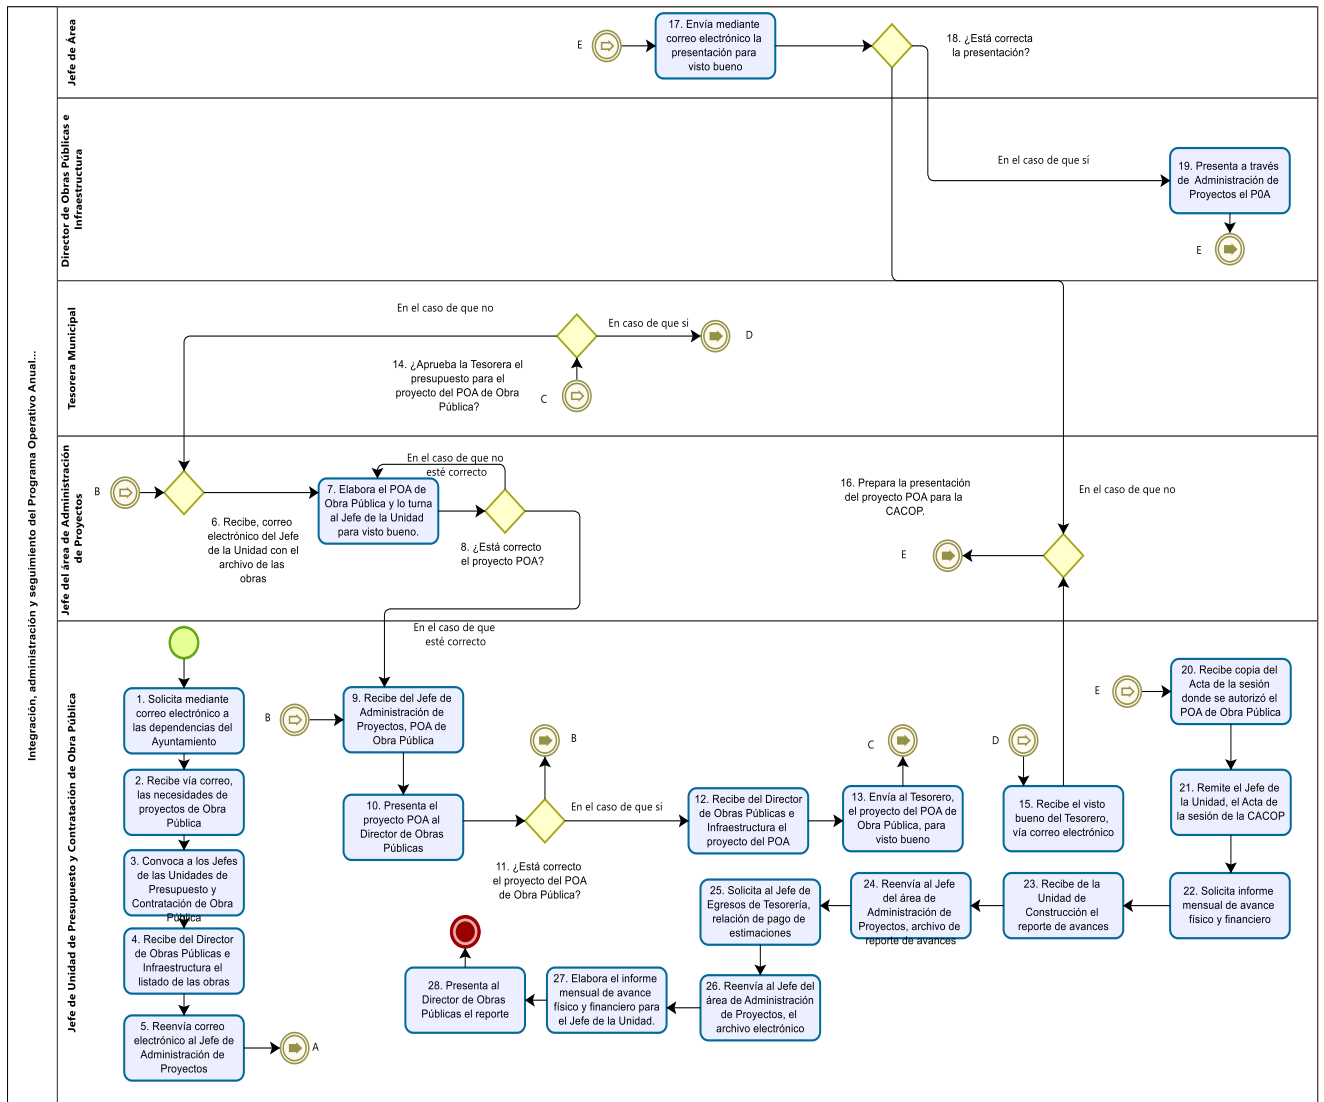 Integración, administración y seguimiento del Programa Operativo Anual...
Jefe de Área
E
17. Envía mediante
correo electrónico la
presentación para
visto bueno
18. ¿Está correcta
la presentación?
Director de Obras Públicas e
Infraestructura
En el caso de que sí
19. Presenta a través
de Administración de
Proyectos el P0A
E
Tesorera Municipal
En el caso de que no
En caso de que si
D
14. ¿Aprueba la Tesorera el
presupuesto para el
proyecto del POA de Obra
Pública?
C
Jefe del área de Administración
de Proyectos
B
6. Recibe, correo
electrónico del Jefe
de la Unidad con el
archivo de las
obras
En el caso de que no
esté correcto
7. Elabora el POA de
Obra Pública y lo turna
al Jefe de la Unidad
para visto bueno.
8. ¿Está correcto
el proyecto POA?
16. Prepara la presentación
del proyecto POA para la
CACOP.
En el caso de que no
E
Jefe de Unidad de Presupuesto y Contratación de Obra Pública
En el caso de que
esté correcto
1. Solicita mediante
correo electrónico a
las dependencias del
Ayuntamiento
2. Recibe vía correo,
las necesidades de
proyectos de Obra
Pública
3. Convoca a los Jefes
de las Unidades de
Presupuesto y
Contratación de Obra
Pública
4. Recibe del Director
de Obras Públicas e
Infraestructura el
listado de las obras
5. Reenvía correo
electrónico al Jefe de
Administración de
Proyectos
A
B
9. Recibe del Jefe de
Administración de
Proyectos, POA de
Obra Pública
10. Presenta el
proyecto POA al
Director de Obras
Públicas
B
En el caso de que si
11. ¿Está correcto
el proyecto del POA
de Obra Pública?
12. Recibe del Director
de Obras Públicas e
Infraestructura el
proyecto del POA
C
13. Envía al Tesorero,
el proyecto del POA de
Obra Pública, para
visto bueno
D
15. Recibe el visto
bueno del Tesorero,
vía correo electrónico
E
20. Recibe copia del
Acta de la sesión
donde se autorizó el
POA de Obra Pública
21. Remite el Jefe de
la Unidad, el Acta de
la sesión de la CACOP
22. Solicita informe
mensual de avance
físico y financiero
23. Recibe de la
Unidad de
Construcción el
reporte de avances
24. Reenvía al Jefe
del área de
Administración de
Proyectos, archivo de
reporte de avances
25. Solicita al Jefe de
Egresos de Tesorería,
relación de pago de
estimaciones
26. Reenvía al Jefe del
área de Administración
de Proyectos, el
archivo electrónico
27. Elabora el informe
mensual de avance
físico y financiero para
el Jefe de la Unidad.
28. Presenta al
Director de Obras
Públicas el reporte